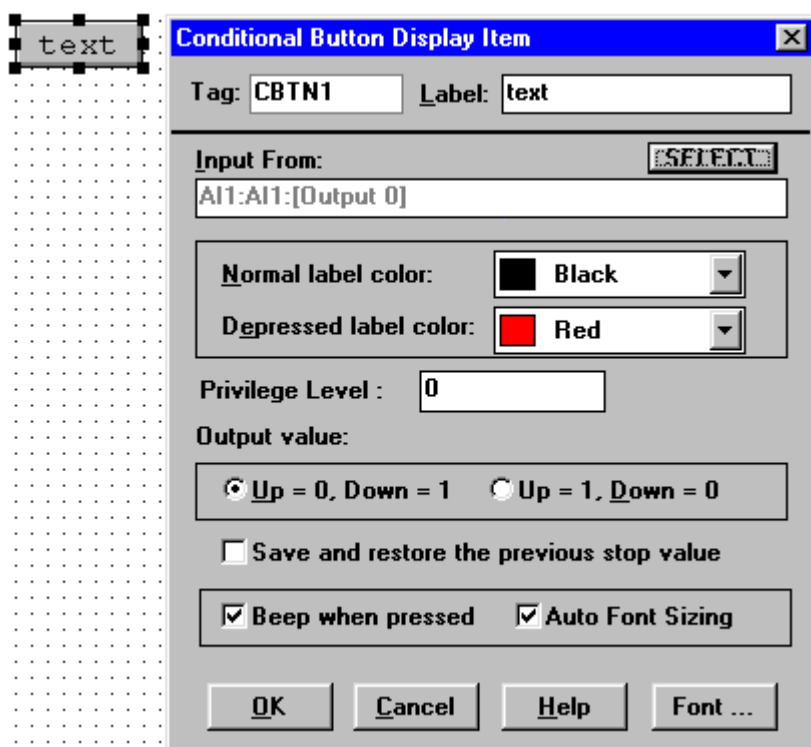 text
Conditional Button Display Item
Tag: CBTN1 Label: text
Input From: SELECT
AI1:AI1:[Output 0]
Normal label color: Black
Depressed label color: Red
Privilege Level : 0
Output value:
Up = 0, Down = 1 Up = 1, Down = 0
Save and restore the previous stop value
Beep when pressed Auto Font Sizing
OK Cancel Help Font ...